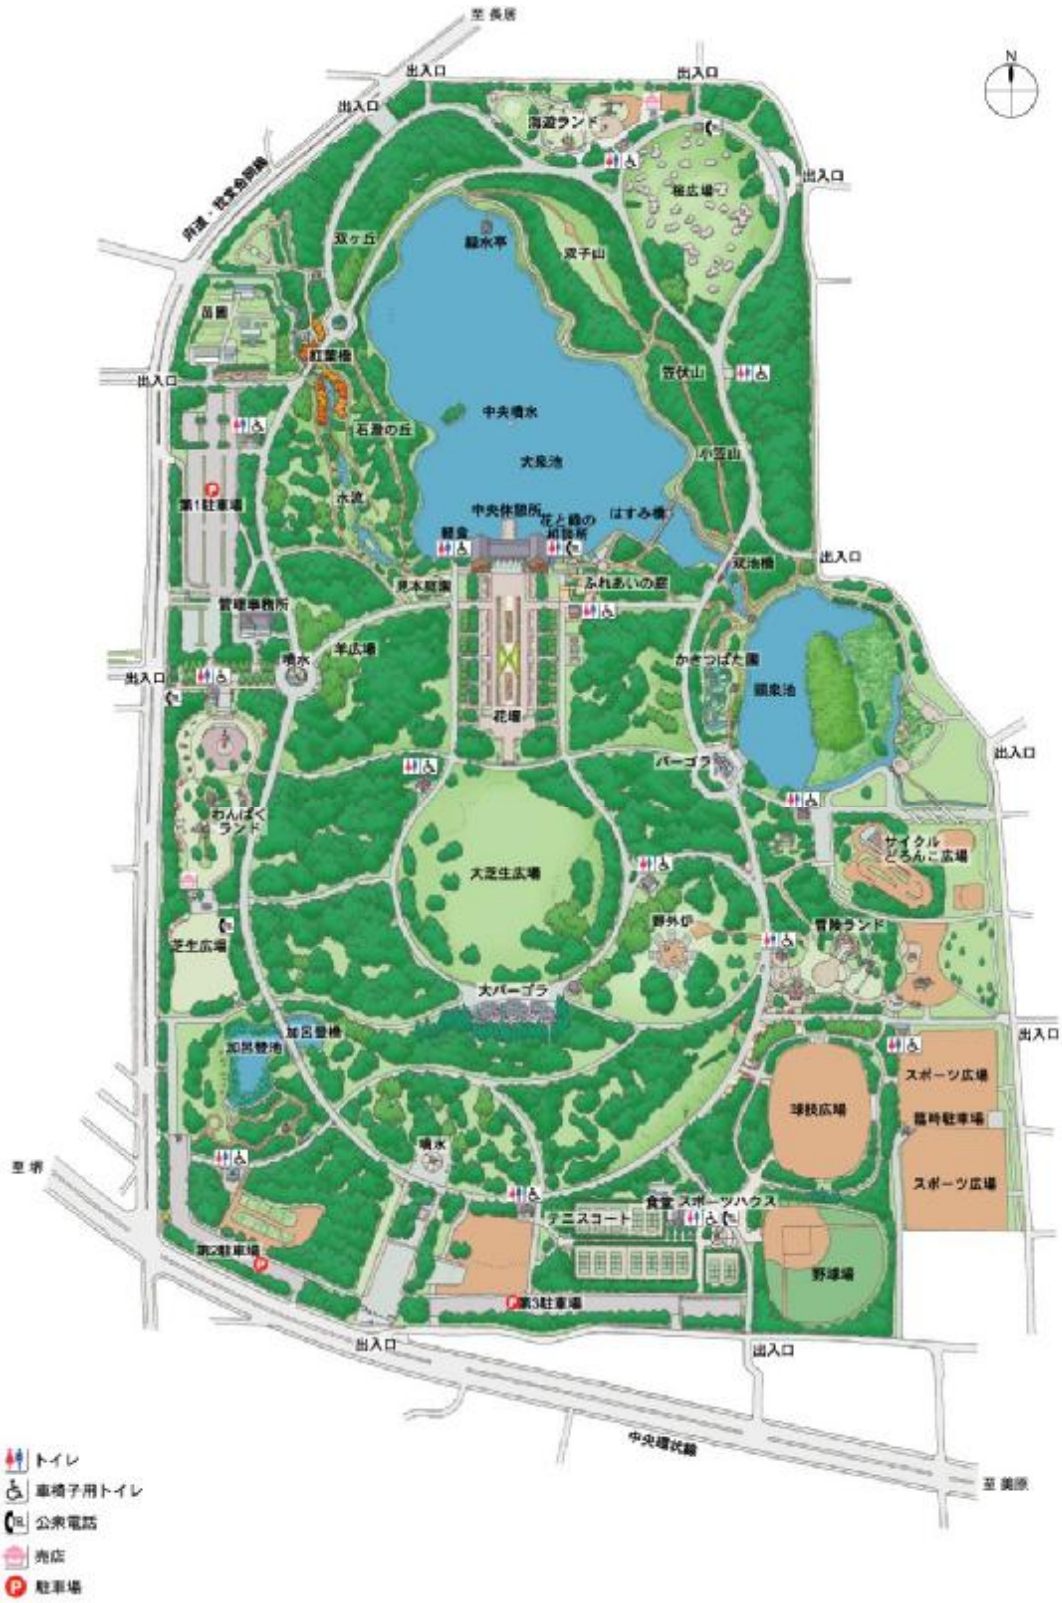 至 長居
N
出入口
出入口
出入口
海遊ランド
桜広場
出入口
双ヶ丘
緑水亭
双子山
苗圃
紅葉橋
出入口
笠伏山
石澄の丘
中央噴水
小笠山
大泉池
水流
第1駐車場
中央休憩所
花と緑の
相談所
はすみ橋
軽食
双池橋
出入口
見本庭園
ふれあいの庭
管理事務所
羊広場
噴水
出入口
かきつばた園
頭泉池
花壇
パーゴラ
出入口
わんぱく
ランド
大芝生広場
サイクル
どろんこ広場
野外炉
冒険ランド
芝生広場
大パーゴラ
加呂登橋
加呂登池
出入口
スポーツ広場
球技広場
臨時駐車場
スポーツ広場
噴水
至 堺
食堂
スポーツハウス
テニスコート
第2駐車場
野球場
第3駐車場
出入口
出入口
中央環状線
至 美原
トイレ
車椅子用トイレ
公衆電話
売店
P 駐車場